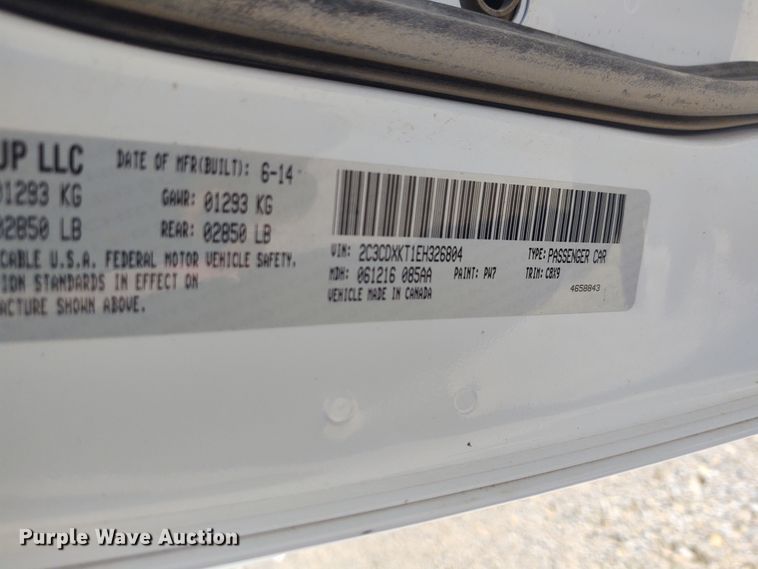 UP LLC
DATE OF MFR(BUILT): 6-14
01293 KG GAWR: 01293 KG
02850 LB REAR: 02850 LB
CABLE U.S.A. FEDERAL MOTOR VEHICLE SAFETY.
ION STANDARDS IN EFFECT ON
ACTURE SHOWN ABOVE.
VIN: 2C3CDXKT1EH326804 TYPE: PASSENGER CAR
MDH: 061216 085AA PAINT: PW7 TRIM: C8X9
VEHICLE MADE IN CANADA 4658843
Purple Wave Auction